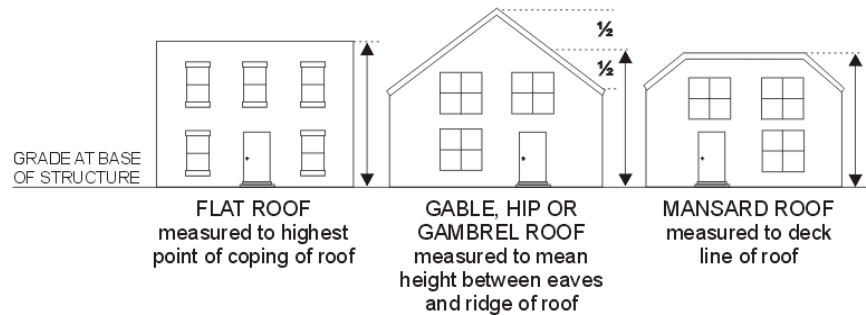 ½
½
GRADE AT BASE
OF STRUCTURE
FLAT ROOF
measured to highest
point of coping of roof
GABLE, HIP OR
GAMBREL ROOF
measured to mean
height between eaves
and ridge of roof
MANSARD ROOF
measured to deck
line of roof